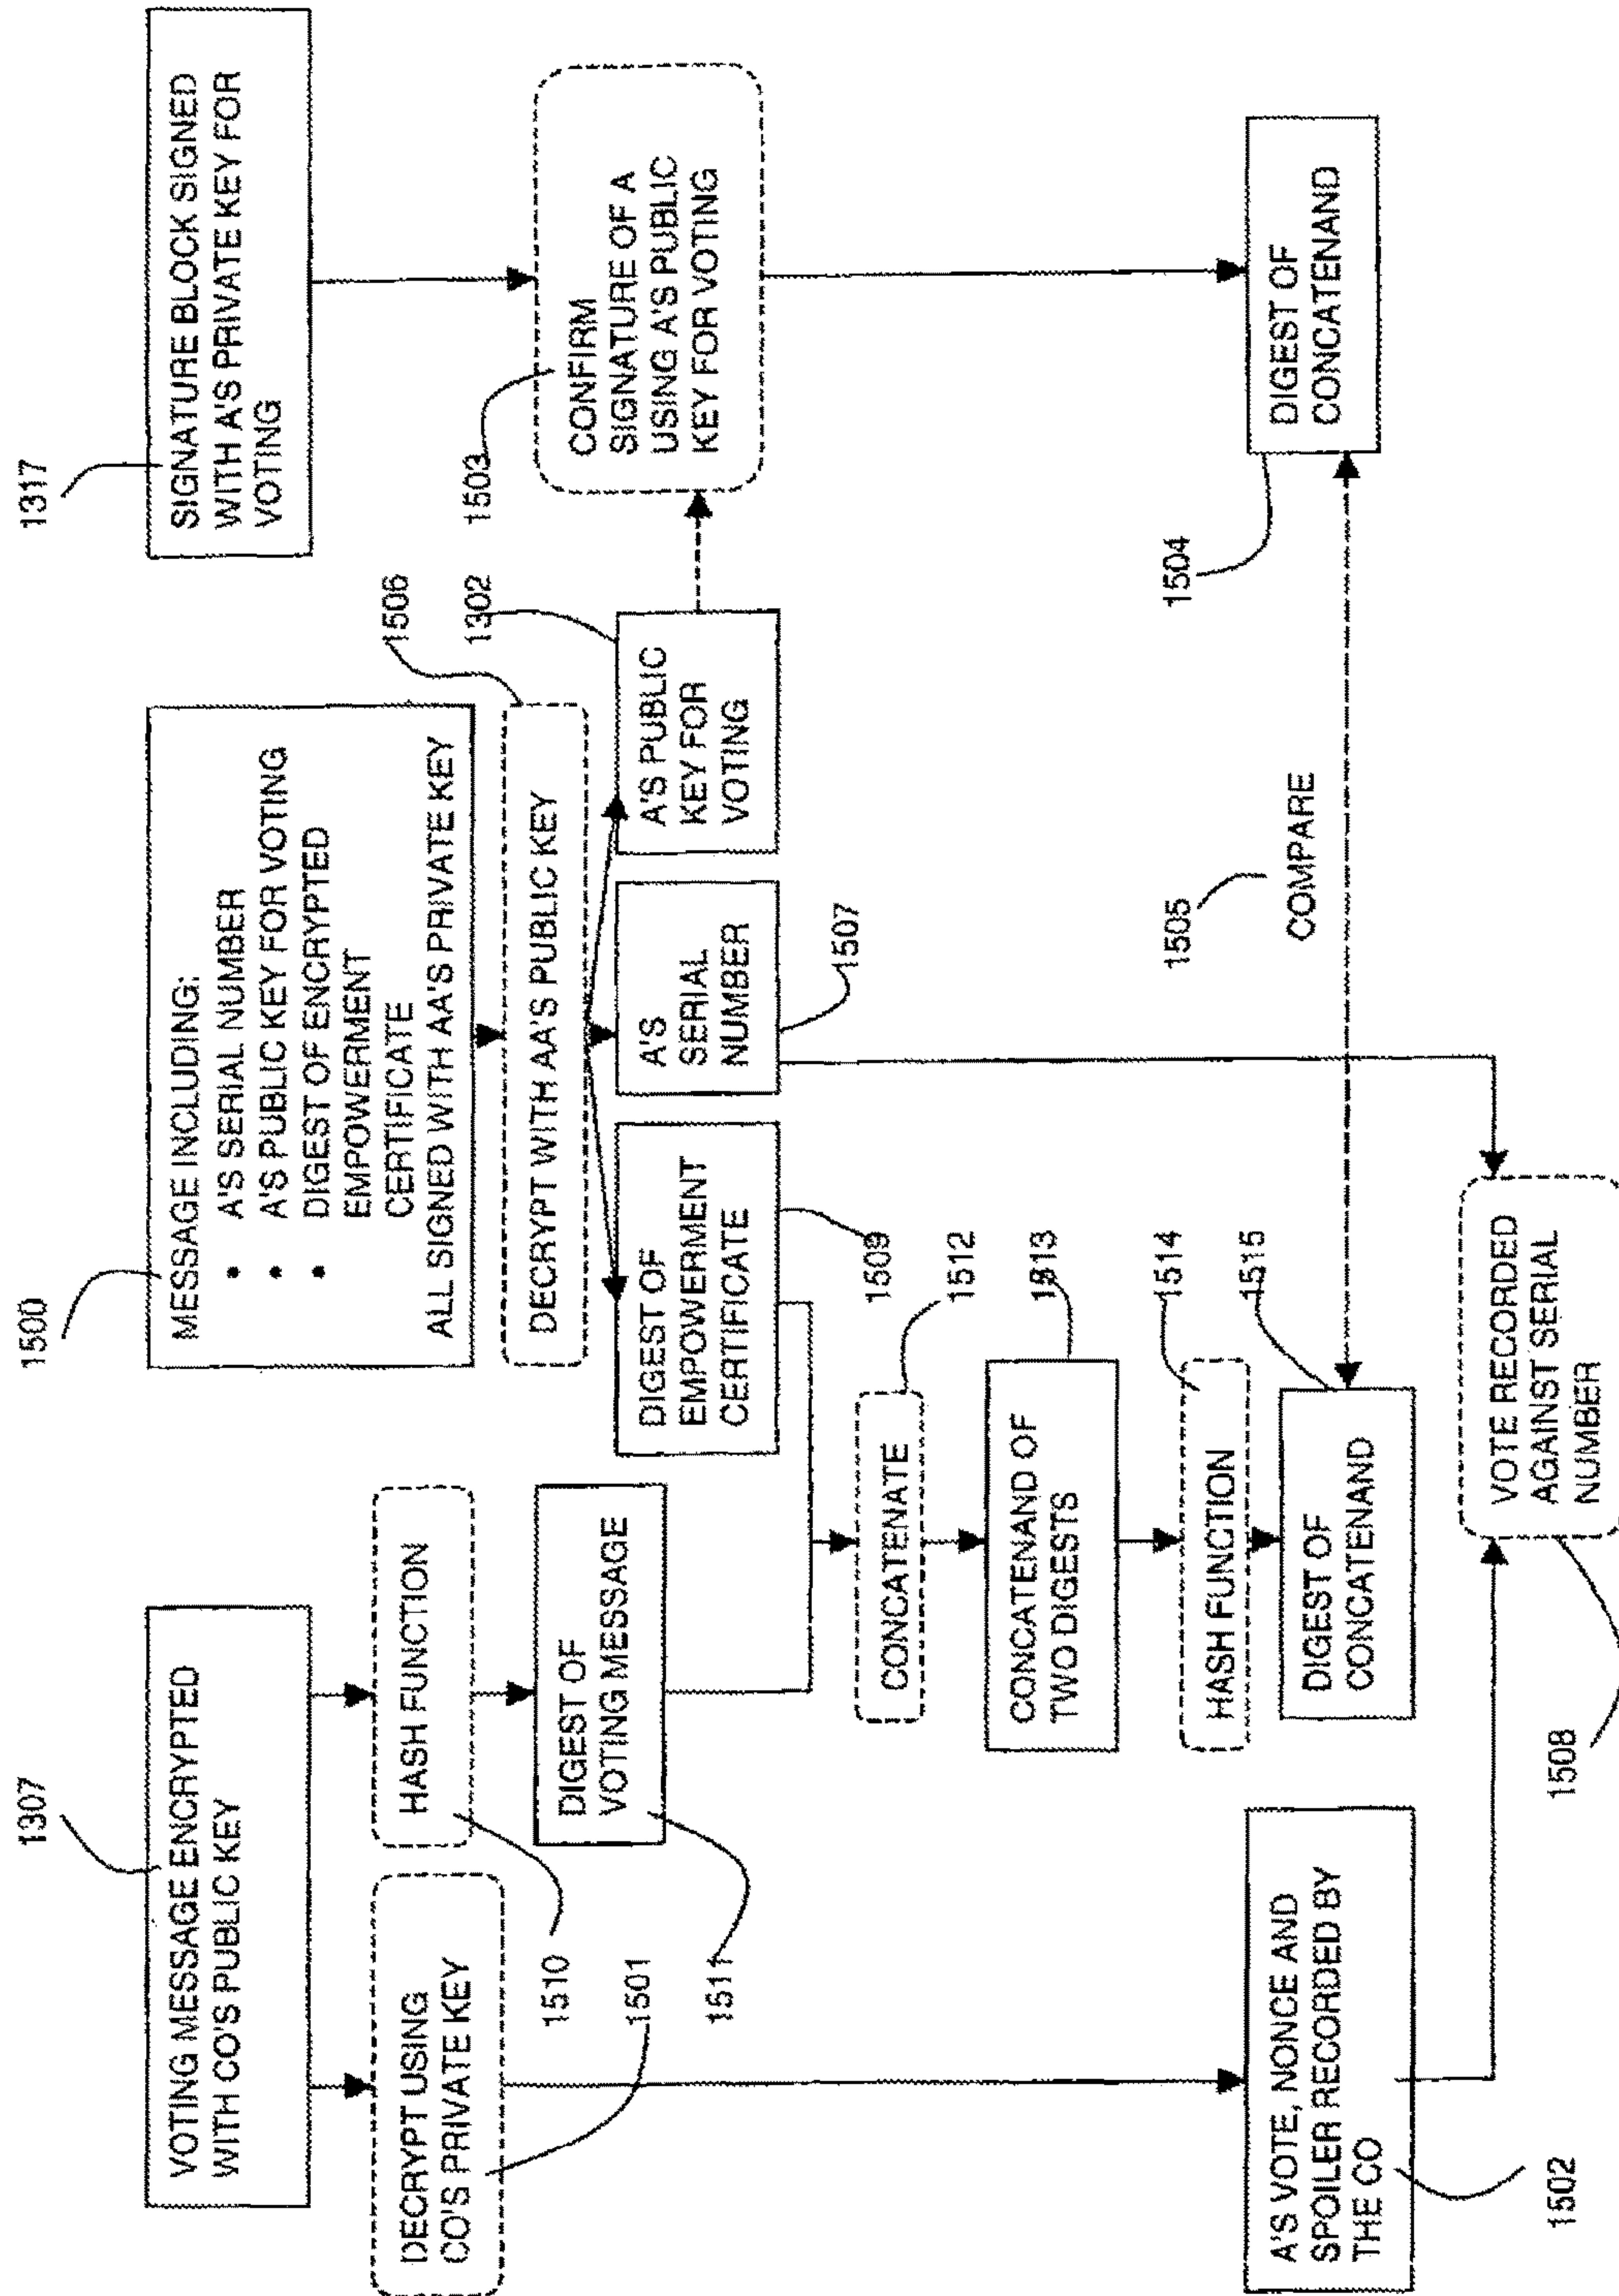 1307
VOTING MESSAGE ENCRYPTED
WITH CO'S PUBLIC KEY
1500
MESSAGE INCLUDING:
• A'S SERIAL NUMBER
• A'S PUBLIC KEY FOR VOTING
• DIGEST OF ENCRYPTED
EMPOWERMENT
CERTIFICATE
ALL SIGNED WITH AA'S PRIVATE KEY
1317
SIGNATURE BLOCK SIGNED
WITH A'S PRIVATE KEY FOR
VOTING
DECRYPT USING
CO'S PRIVATE KEY
HASH FUNCTION
DECRYPT WITH AA'S PUBLIC KEY
1506
1302
1503
CONFIRM
SIGNATURE OF A
USING A'S PUBLIC
KEY FOR VOTING
1510
1501
1511
DIGEST OF
VOTING MESSAGE
DIGEST OF
EMPOWERMENT
CERTIFICATE
A'S
SERIAL
NUMBER
A'S PUBLIC
KEY FOR
VOTING
1509
1507
CONCATENATE
1512
CONCATENAND OF
TWO DIGESTS
1513
HASH FUNCTION
1514
1505
COMPARE
1504
A'S VOTE, NONCE AND
SPOILER RECORDED BY
THE CO
DIGEST OF
CONCATENAND
1515
DIGEST OF
CONCATENAND
1502
VOTE RECORDED
AGAINST SERIAL
NUMBER
1508